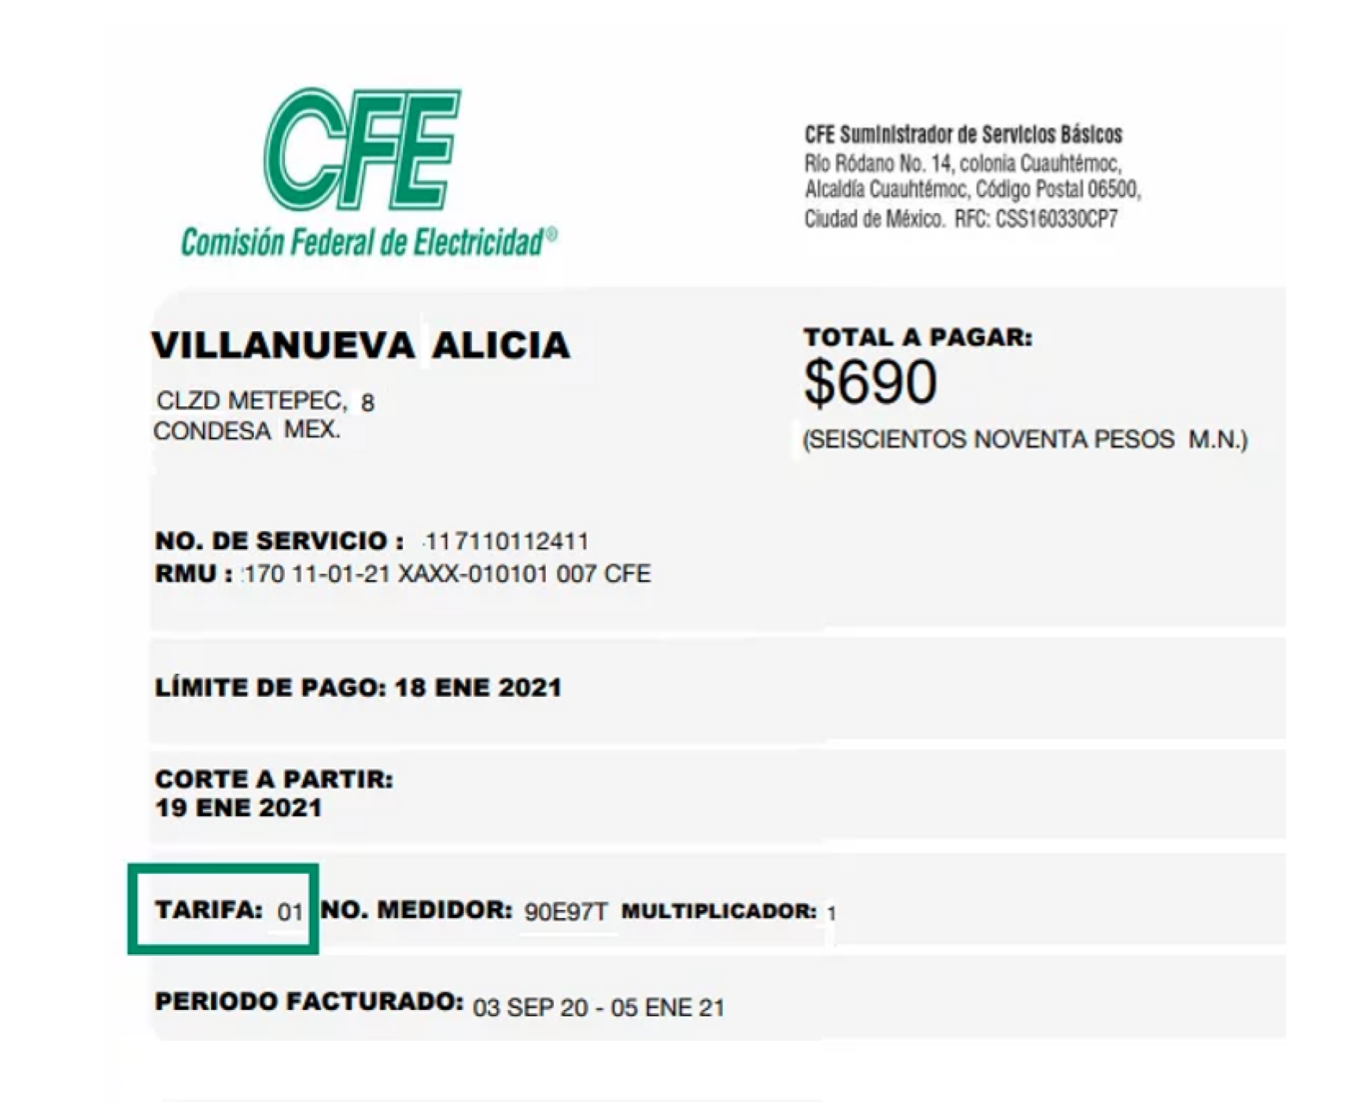 CFE
Comisión Federal de Electricidad®
CFE Suministrador de Servicios Básicos
Río Ródano No. 14, colonia Cuauhtémoc,
Alcaldía Cuauhtémoc, Código Postal 06500,
Ciudad de México. RFC: CSS160330CP7
VILLANUEVA ALICIA
CLZD METEPEC, 8
CONDESA MEX.
TOTAL A PAGAR:
$690
(SEISCIENTOS NOVENTA PESOS M.N.)
NO. DE SERVICIO : 117110112411
RMU : 170 11-01-21 XAXX-010101 007 CFE
LÍMITE DE PAGO: 18 ENE 2021
CORTE A PARTIR:
19 ENE 2021
TARIFA: 01 NO. MEDIDOR: 90E97T MULTIPLICADOR: 1
PERIODO FACTURADO: 03 SEP 20 - 05 ENE 21